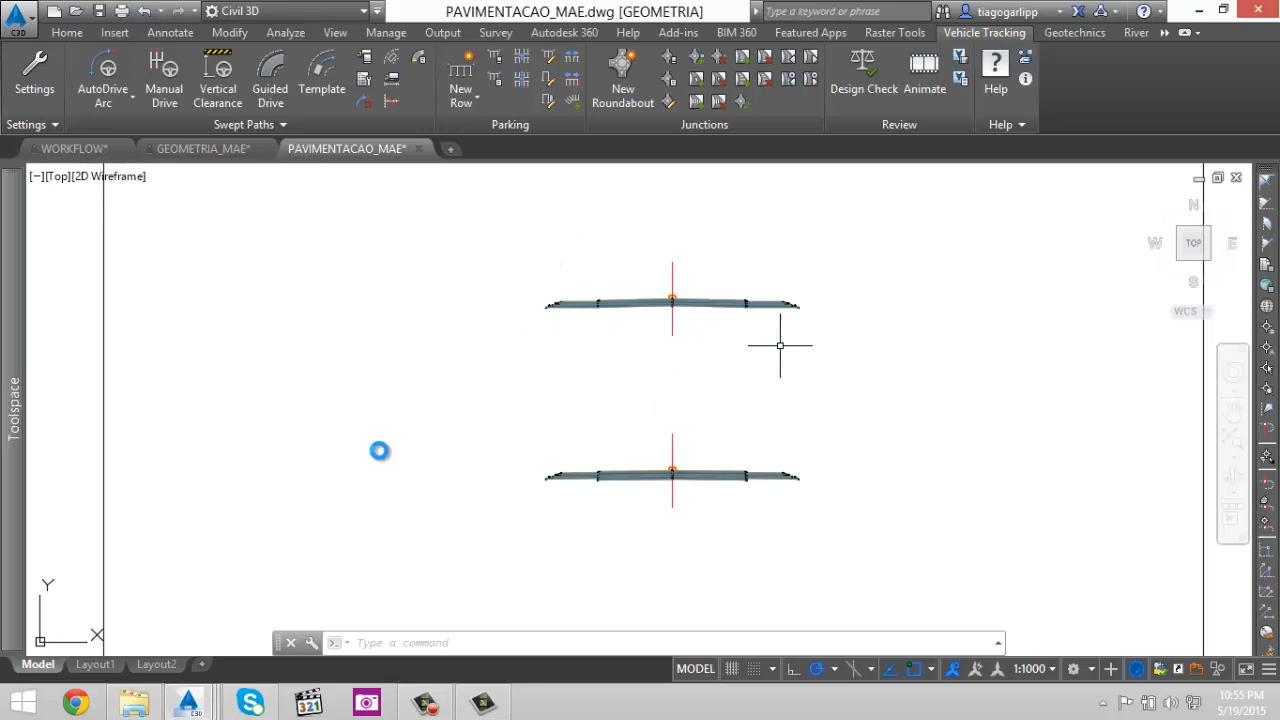 Civil 3D
PAVIMENTACAO_MAE.dwg [GEOMETRIA]
Type a keyword or phrase
tiagogarlipp
C3D
Home Insert Annotate Modify Analyze View Manage Output Survey Autodesk 360 Help Add-ins BIM 360 Featured Apps Raster Tools Vehicle Tracking Geotechnics River
Settings
AutoDrive Arc
Manual Drive
Vertical Clearance
Guided Drive
Template
New Row
New Roundabout
Design Check
Animate
Help
Settings Swept Paths Parking Junctions Review Help
WORKFLOW* GEOMETRIA_MAE* PAVIMENTACAO_MAE*
[−][Top][2D Wireframe]
N
W TOP E
S
WCS
Toolspace
Y
X
Type a command
Model Layout1 Layout2
MODEL 1:1000
321
C3D
10:55 PM
5/19/2015